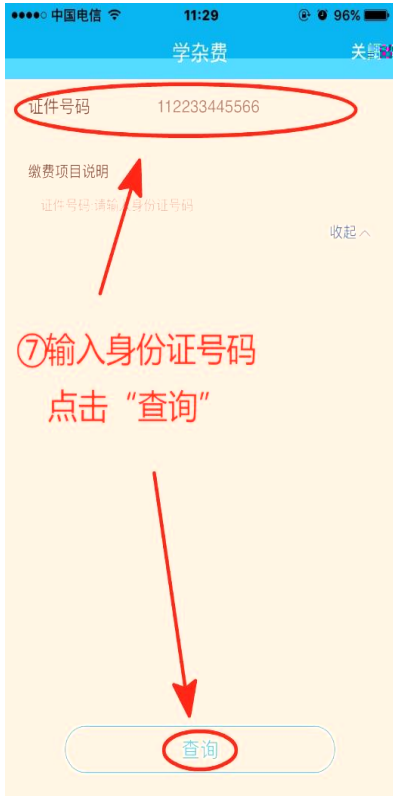 中国电信 11:29 96%
学杂费
证件号码 112233445566
缴费项目说明
证件号码:请输入身份证号码
收起
⑦输入身份证号码
点击“查询”
查询